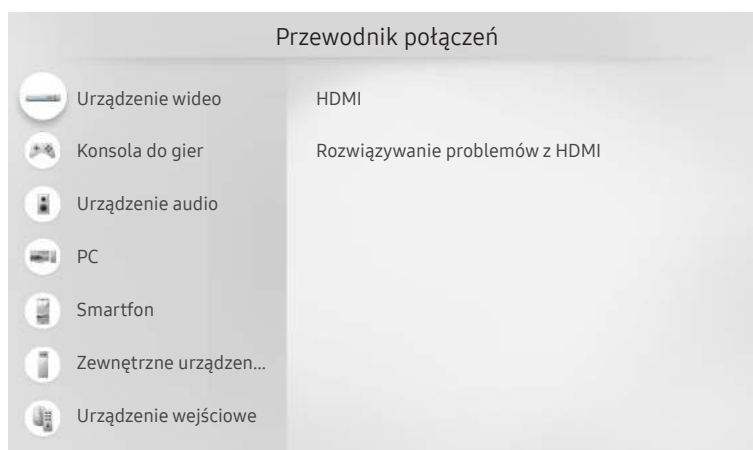 Przewodnik połączeń
Urządzenie wideo
HDMI
Konsola do gier
Rozwiązywanie problemów z HDMI
Urządzenie audio
PC
Smartfon
Zewnętrzne urządzen...
Urządzenie wejściowe